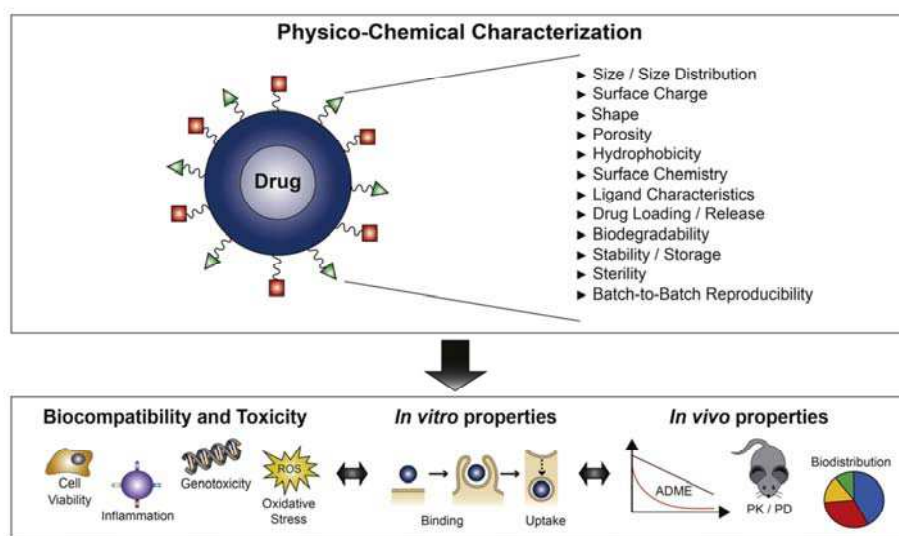 Physico-Chemical Characterization
Drug
► Size / Size Distribution
► Surface Charge
► Shape
► Porosity
► Hydrophobicity
► Surface Chemistry
► Ligand Characteristics
► Drug Loading / Release
► Biodegradability
► Stability / Storage
► Sterility
► Batch-to-Batch Reproducibility
Biocompatibility and Toxicity
Cell
Viability
Inflammation
Genotoxicity
ROS
Oxidative
Stress
In vitro properties
Binding
Uptake
In vivo properties
ADME
PK / PD
Biodistribution